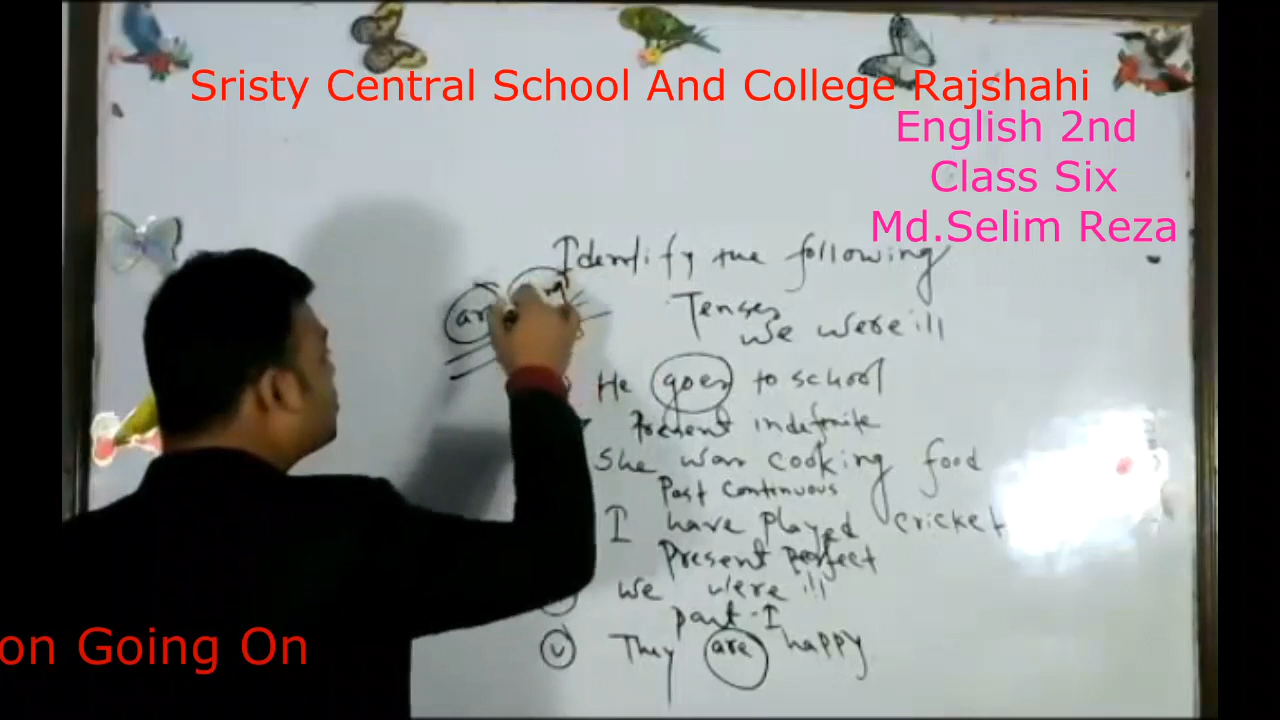 Sristy Central School And College Rajshahi
English 2nd
Class Six
Md.Selim Reza
Identify the following
Tenses
we were ill
He goes to school
Present indefinite
She was cooking food
Past Continuous
I have played cricket
Present perfect
we were ill
past-I
v They are happy
on Going On